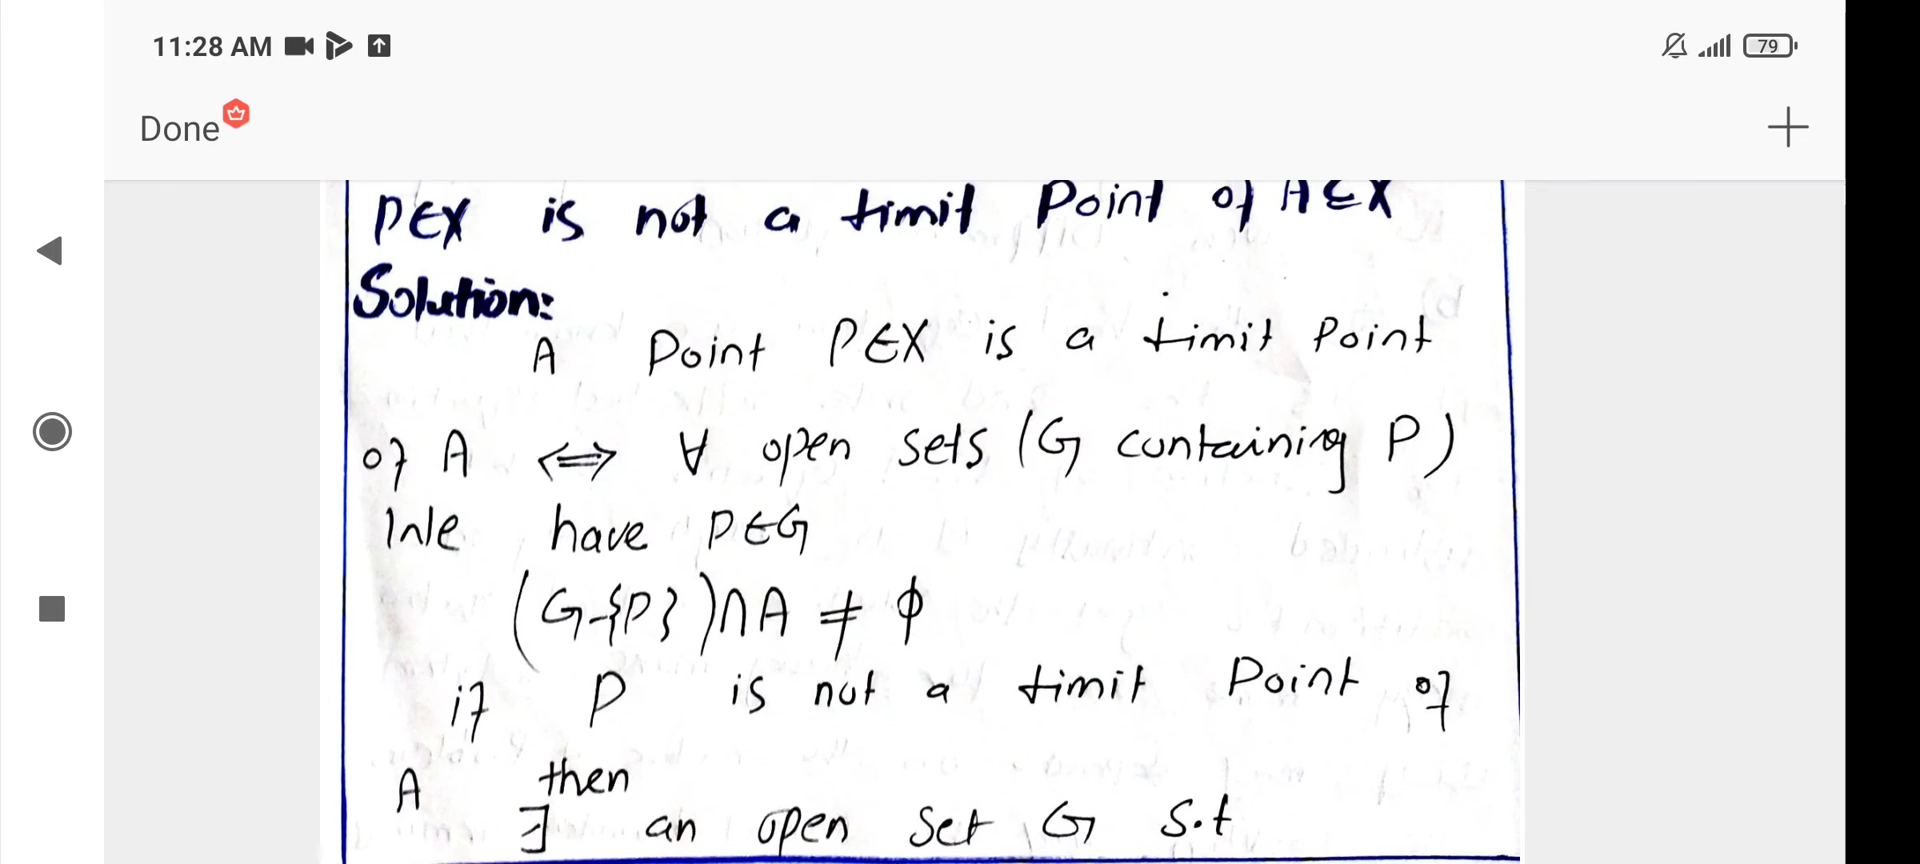 11:28 AM
79
Done
P∈X is not a limit Point of A⊆X
Solution:
A Point P∈X is a limit Point
of A ⟺ ∀ open sets (G containing P)
We have P∈G
(G-{P})∩A ≠ ϕ
if P is not a limit Point of
A then
∃ an open set G s.t